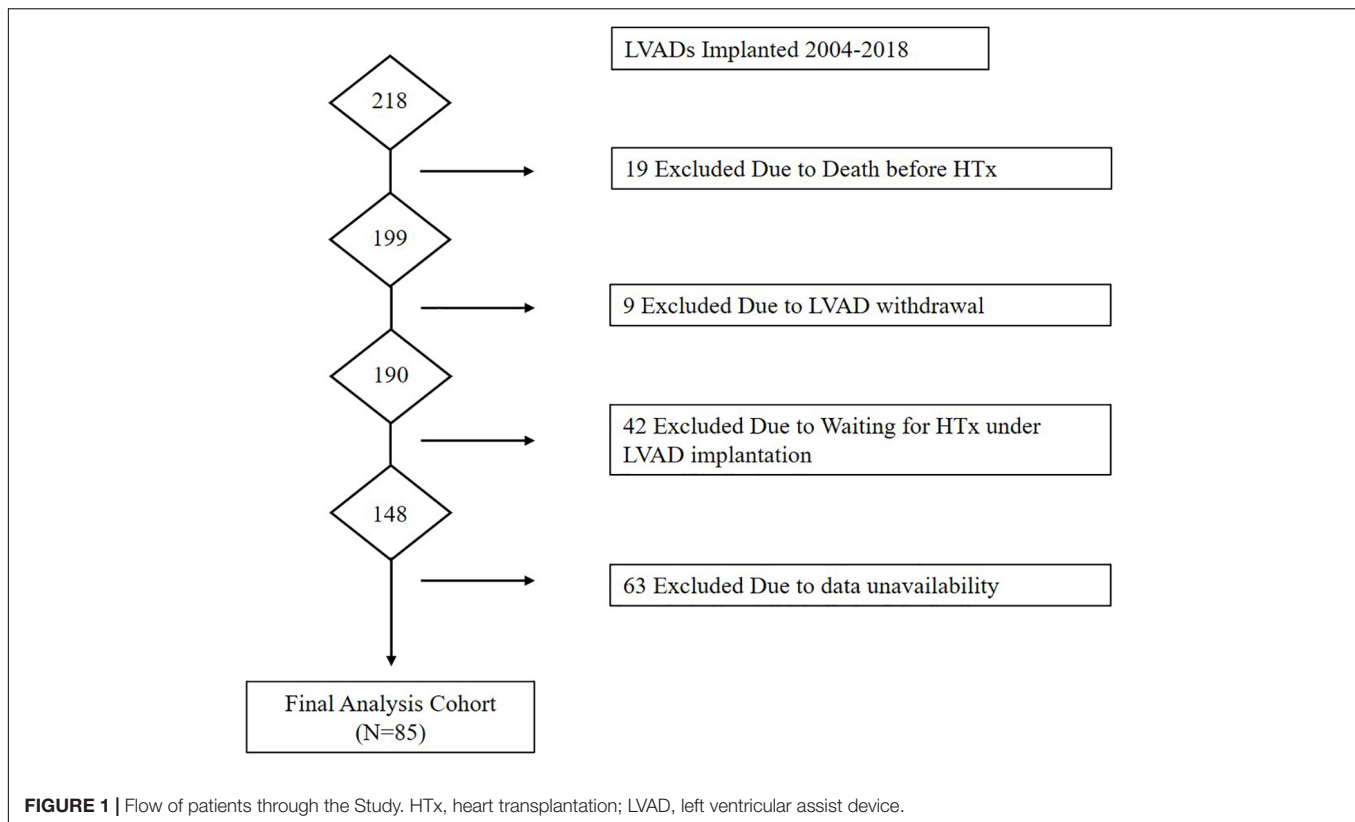 LVADs Implanted 2004-2018
218
19 Excluded Due to Death before HTx
199
9 Excluded Due to LVAD withdrawal
190
42 Excluded Due to Waiting for HTx under
LVAD implantation
148
63 Excluded Due to data unavailability
Final Analysis Cohort
(N=85)
FIGURE 1 | Flow of patients through the Study. HTx, heart transplantation; LVAD, left ventricular assist device.